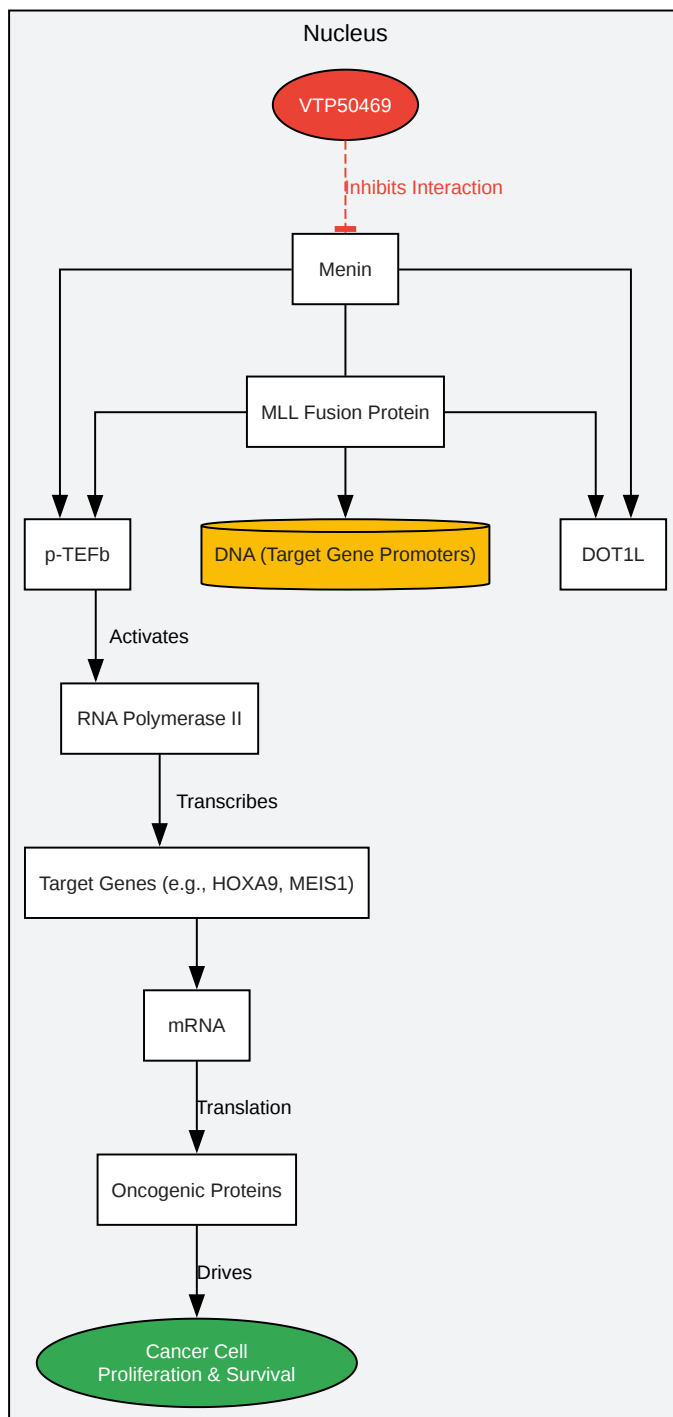 Nucleus
VTP50469
Inhibits Interaction
Menin
MLL Fusion Protein
p-TEFb
DNA (Target Gene Promoters)
DOT1L
Activates
RNA Polymerase II
Transcribes
Target Genes (e.g., HOXA9, MEIS1)
mRNA
Translation
Oncogenic Proteins
Drives
Cancer Cell
Proliferation & Survival